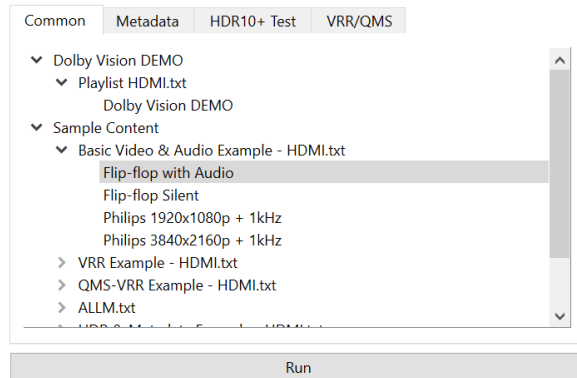 Common Metadata HDR10+ Test VRR/QMS
Dolby Vision DEMO
Playlist HDMI.txt
Dolby Vision DEMO
Sample Content
Basic Video & Audio Example - HDMI.txt
Flip-flop with Audio
Flip-flop Silent
Philips 1920x1080p + 1kHz
Philips 3840x2160p + 1kHz
VRR Example - HDMI.txt
QMS-VRR Example - HDMI.txt
ALLM.txt
Run